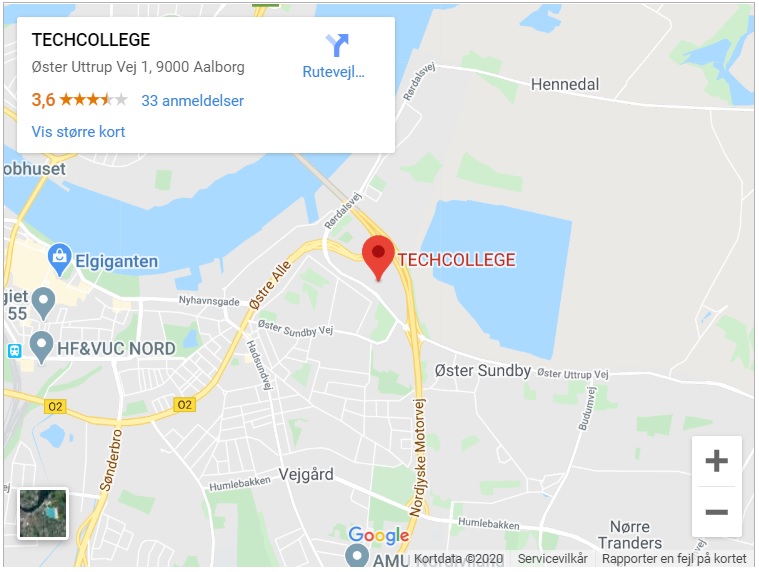 TECHCOLLEGE
Øster Uttrup Vej 1, 9000 Aalborg
Rutevejl...
3,6
33 anmeldelser
Vis større kort
Rørdalsvej
Hennedal
obhuset
Rørdalsvej
Elgiganten
TECHCOLLEGE
Østre Alle
giet
55
Nyhavnsgade
Øster Sundby Vej
HF&VUC NORD
Hadsundvej
Øster Sundby
Øster Uttrup Vej
Budumvej
O2
O2
Nordjyske Motorvej
Sønderbro
Vejgård
ej
Humlebakken
Humlebakken
vej
Nørre
Tranders
Google
AMU
Kortdata ©2020
Servicevilkår
Rapporter en fejl på kortet